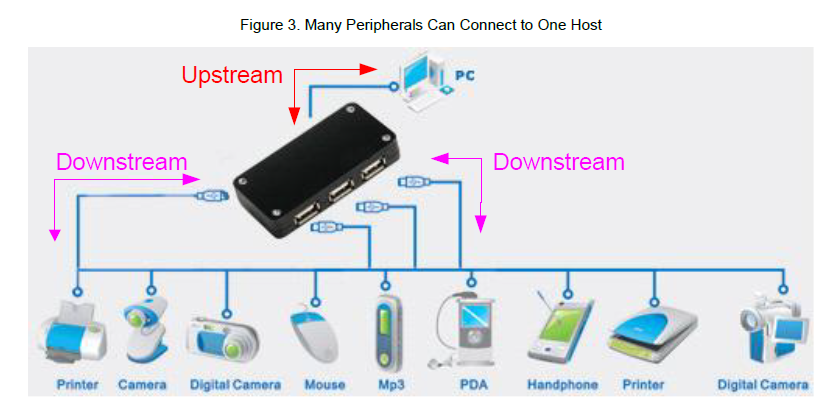 Figure 3. Many Peripherals Can Connect to One Host
Upstream
PC
Downstream
Downstream
Printer
Camera
Digital Camera
Mouse
Mp3
PDA
Handphone
Printer
Digital Camera